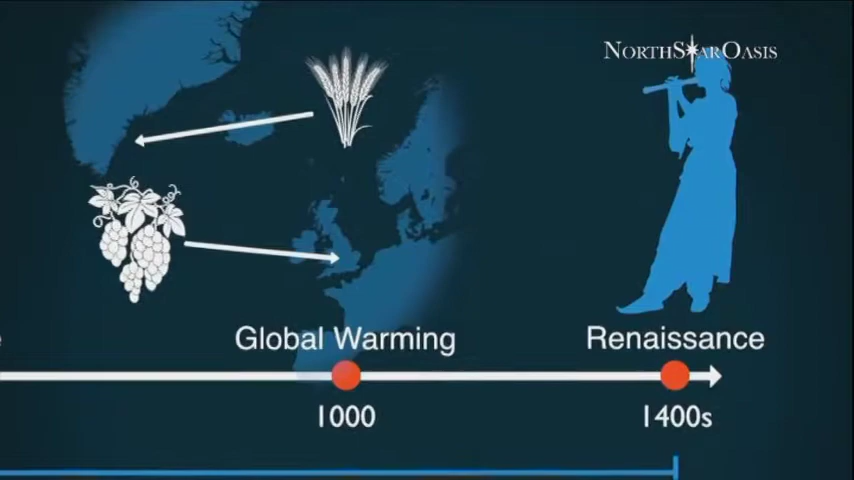 NORTHSTAROASIS
Global Warming
Renaissance
1000
1400s